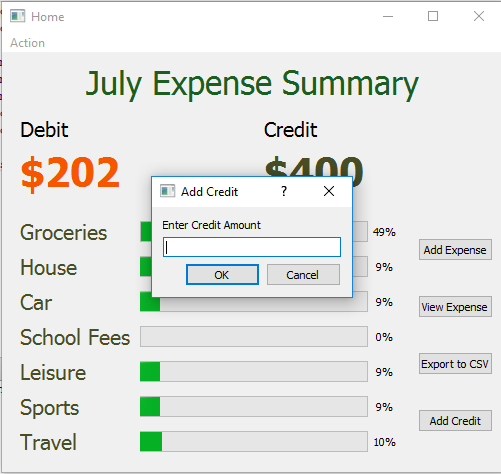 Home
Action
July Expense Summary
Debit Credit
$202 $400
Add Credit ?
Enter Credit Amount
OK Cancel
Groceries 49%
House 9%
Car 9%
School Fees 0%
Leisure 9%
Sports 9%
Travel 10%
Add Expense
View Expense
Export to CSV
Add Credit